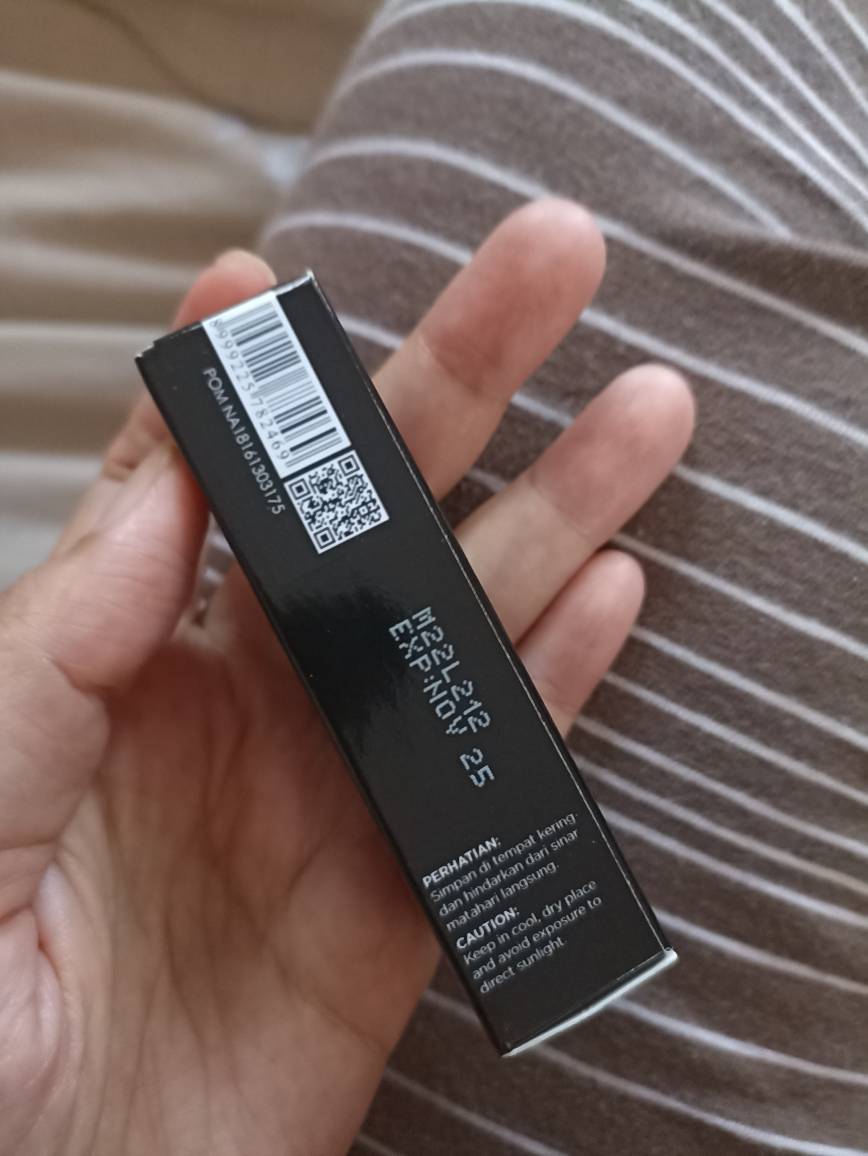 8999225782469
POM NA18161303175
M22L212
EXP:NOV 25
PERHATIAN:
Simpan di tempat kering
dan hindarkan dari sinar
matahari langsung.
CAUTION:
Keep in cool, dry place
and avoid exposure to
direct sunlight.